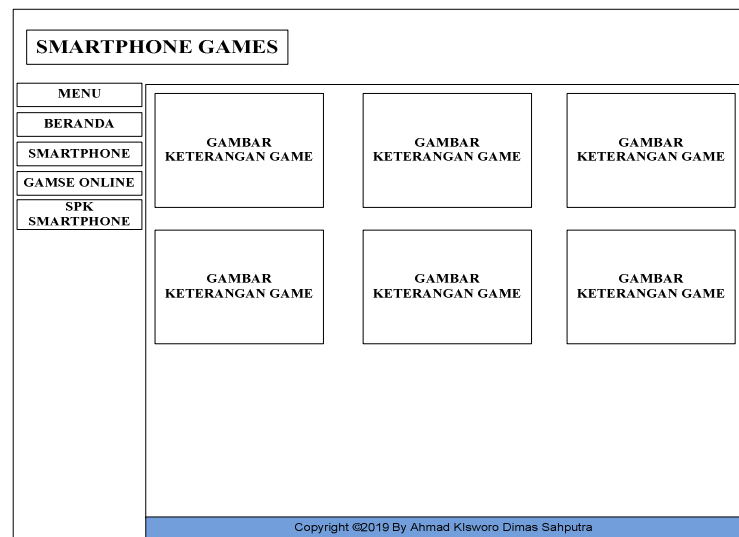 SMARTPHONE GAMES
MENU
BERANDA
SMARTPHONE
GAMSE ONLINE
SPK
SMARTPHONE
GAMBAR
KETERANGAN GAME
GAMBAR
KETERANGAN GAME
GAMBAR
KETERANGAN GAME
GAMBAR
KETERANGAN GAME
GAMBAR
KETERANGAN GAME
GAMBAR
KETERANGAN GAME
Copyright ©2019 By Ahmad KIsworo Dimas Sahputra